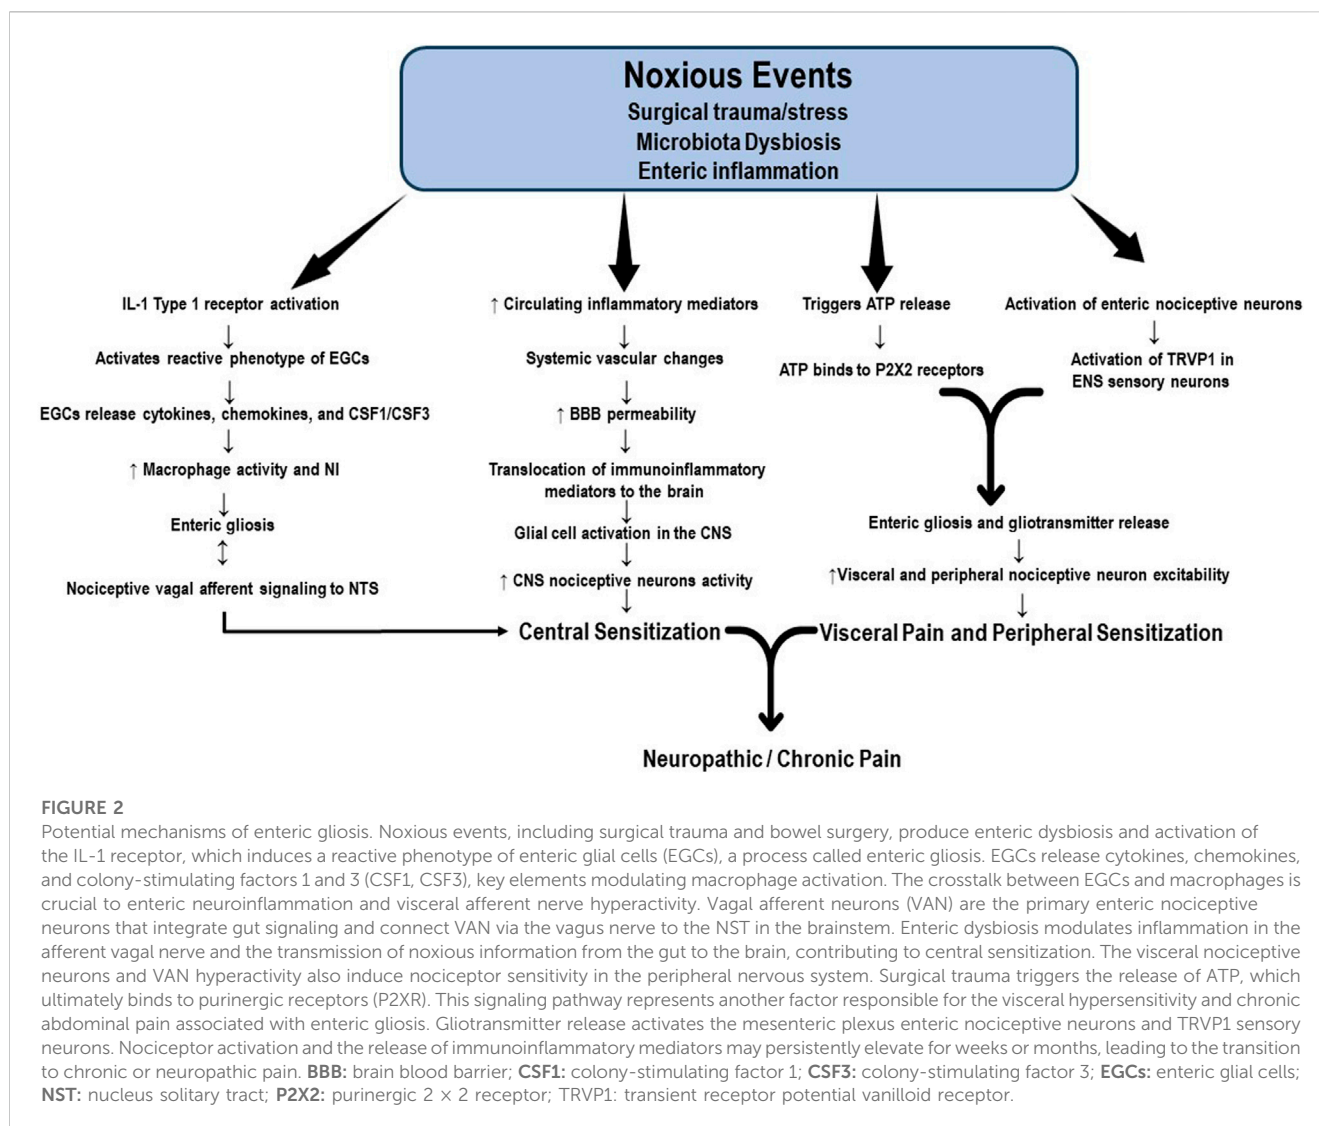 Noxious Events
Surgical trauma/stress
Microbiota Dysbiosis
Enteric inflammation
IL-1 Type 1 receptor activation
↓
Activates reactive phenotype of EGCs
↓
EGCs release cytokines, chemokines, and CSF1/CSF3
↓
↑ Macrophage activity and NI
↓
Enteric gliosis
↕
Nociceptive vagal afferent signaling to NTS
↑ Circulating inflammatory mediators
↓
Systemic vascular changes
↓
↑ BBB permeability
↓
Translocation of immunoinflammatory
mediators to the brain
↓
Glial cell activation in the CNS
↓
↑ CNS nociceptive neurons activity
↓
Central Sensitization
Triggers ATP release
↓
ATP binds to P2X2 receptors
Activation of enteric nociceptive neurons
↓
Activation of TRVP1 in
ENS sensory neurons
Enteric gliosis and gliotransmitter release
↓
↑Visceral and peripheral nociceptive neuron excitability
↓
Visceral Pain and Peripheral Sensitization
Neuropathic / Chronic Pain
FIGURE 2
Potential mechanisms of enteric gliosis. Noxious events, including surgical trauma and bowel surgery, produce enteric dysbiosis and activation of
the IL-1 receptor, which induces a reactive phenotype of enteric glial cells (EGCs), a process called enteric gliosis. EGCs release cytokines, chemokines,
and colony-stimulating factors 1 and 3 (CSF1, CSF3), key elements modulating macrophage activation. The crosstalk between EGCs and macrophages is
crucial to enteric neuroinflammation and visceral afferent nerve hyperactivity. Vagal afferent neurons (VAN) are the primary enteric nociceptive
neurons that integrate gut signaling and connect VAN via the vagus nerve to the NST in the brainstem. Enteric dysbiosis modulates inflammation in the
afferent vagal nerve and the transmission of noxious information from the gut to the brain, contributing to central sensitization. The visceral nociceptive
neurons and VAN hyperactivity also induce nociceptor sensitivity in the peripheral nervous system. Surgical trauma triggers the release of ATP, which
ultimately binds to purinergic receptors (P2XR). This signaling pathway represents another factor responsible for the visceral hypersensitivity and chronic
abdominal pain associated with enteric gliosis. Gliotransmitter release activates the mesenteric plexus enteric nociceptive neurons and TRVP1 sensory
neurons. Nociceptor activation and the release of immunoinflammatory mediators may persistently elevate for weeks or months, leading to the transition
to chronic or neuropathic pain. BBB: brain blood barrier; CSF1: colony-stimulating factor 1; CSF3: colony-stimulating factor 3; EGCs: enteric glial cells;
NST: nucleus solitary tract; P2X2: purinergic 2 × 2 receptor; TRVP1: transient receptor potential vanilloid receptor.